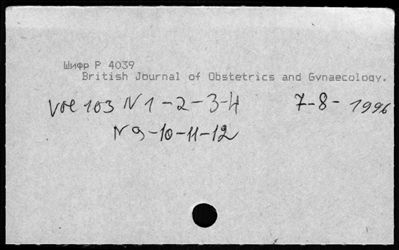 Шифр Р 4039
British Journal of Obstetrics and Gynaecology.
vol 103 N 1-2-3-4 7-8- 1996
N 9-10-11-12